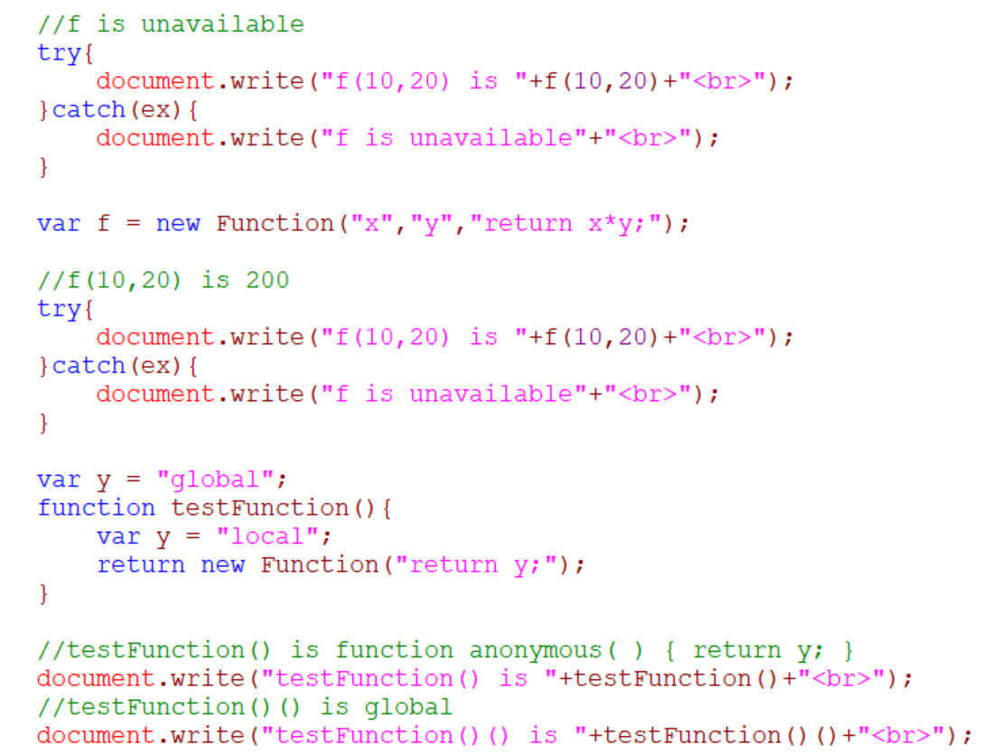 //f is unavailable
try{
    document.write("f(10,20) is "+f(10,20)+"<br>");
}catch(ex){
    document.write("f is unavailable"+"<br>");
}
var f = new Function("x","y","return x*y;");
//f(10,20) is 200
try{
    document.write("f(10,20) is "+f(10,20)+"<br>");
}catch(ex){
    document.write("f is unavailable"+"<br>");
}
var y = "global";
function testFunction(){
    var y = "local";
    return new Function("return y;");
}
//testFunction() is function anonymous( ) { return y; }
document.write("testFunction() is "+testFunction()+"<br>");
//testFunction()() is global
document.write("testFunction()() is "+testFunction()()+"<br>");